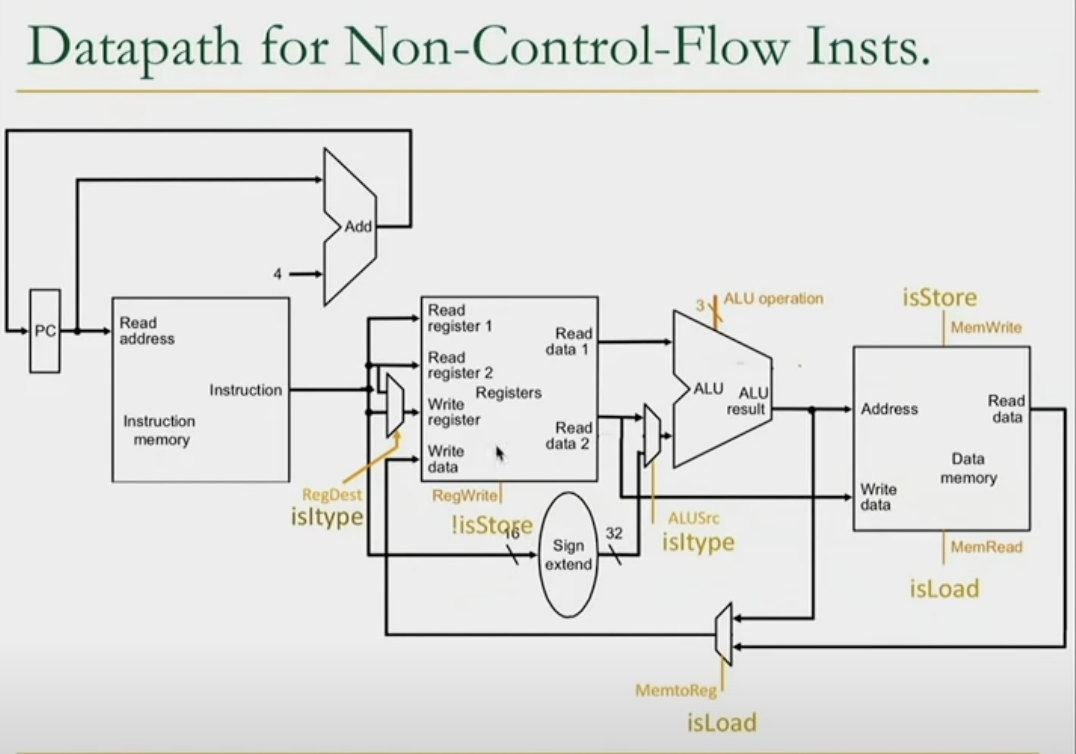 Datapath for Non-Control-Flow Insts.
Add
4
PC
Read
address
Instruction
Instruction
memory
Read
register 1
Read
register 2
Registers
Write
register
Write
data
Read
data 1
Read
data 2
RegDest
isItype
RegWrite
!isStore
16
Sign
extend
32
3
ALU operation
ALU
ALU
result
ALUSrc
isItype
isStore
MemWrite
Address
Read
data
Data
memory
Write
data
MemRead
isLoad
MemtoReg
isLoad